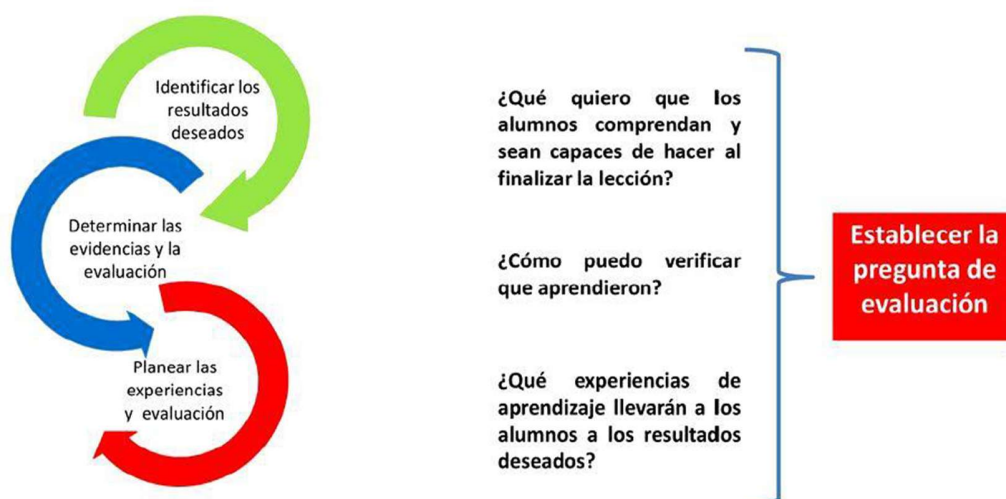 Identificar los
resultados
deseados
Determinar las
evidencias y la
evaluación
Planear las
experiencias
y evaluación
¿Qué quiero que los
alumnos comprendan y
sean capaces de hacer al
finalizar la lección?
¿Cómo puedo verificar
que aprendieron?
¿Qué experiencias de
aprendizaje llevarán a los
alumnos a los resultados
deseados?
Establecer la
pregunta de
evaluación